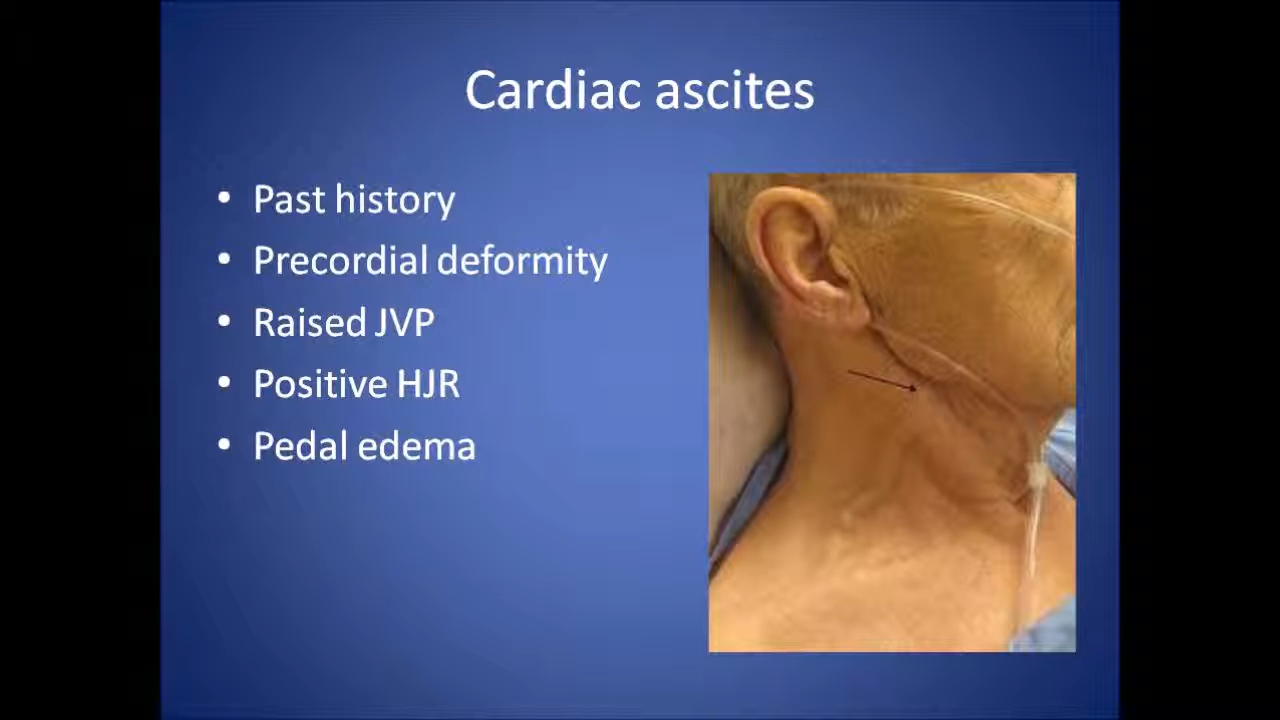 Cardiac ascites
• Past history
• Precordial deformity
• Raised JVP
• Positive HJR
• Pedal edema